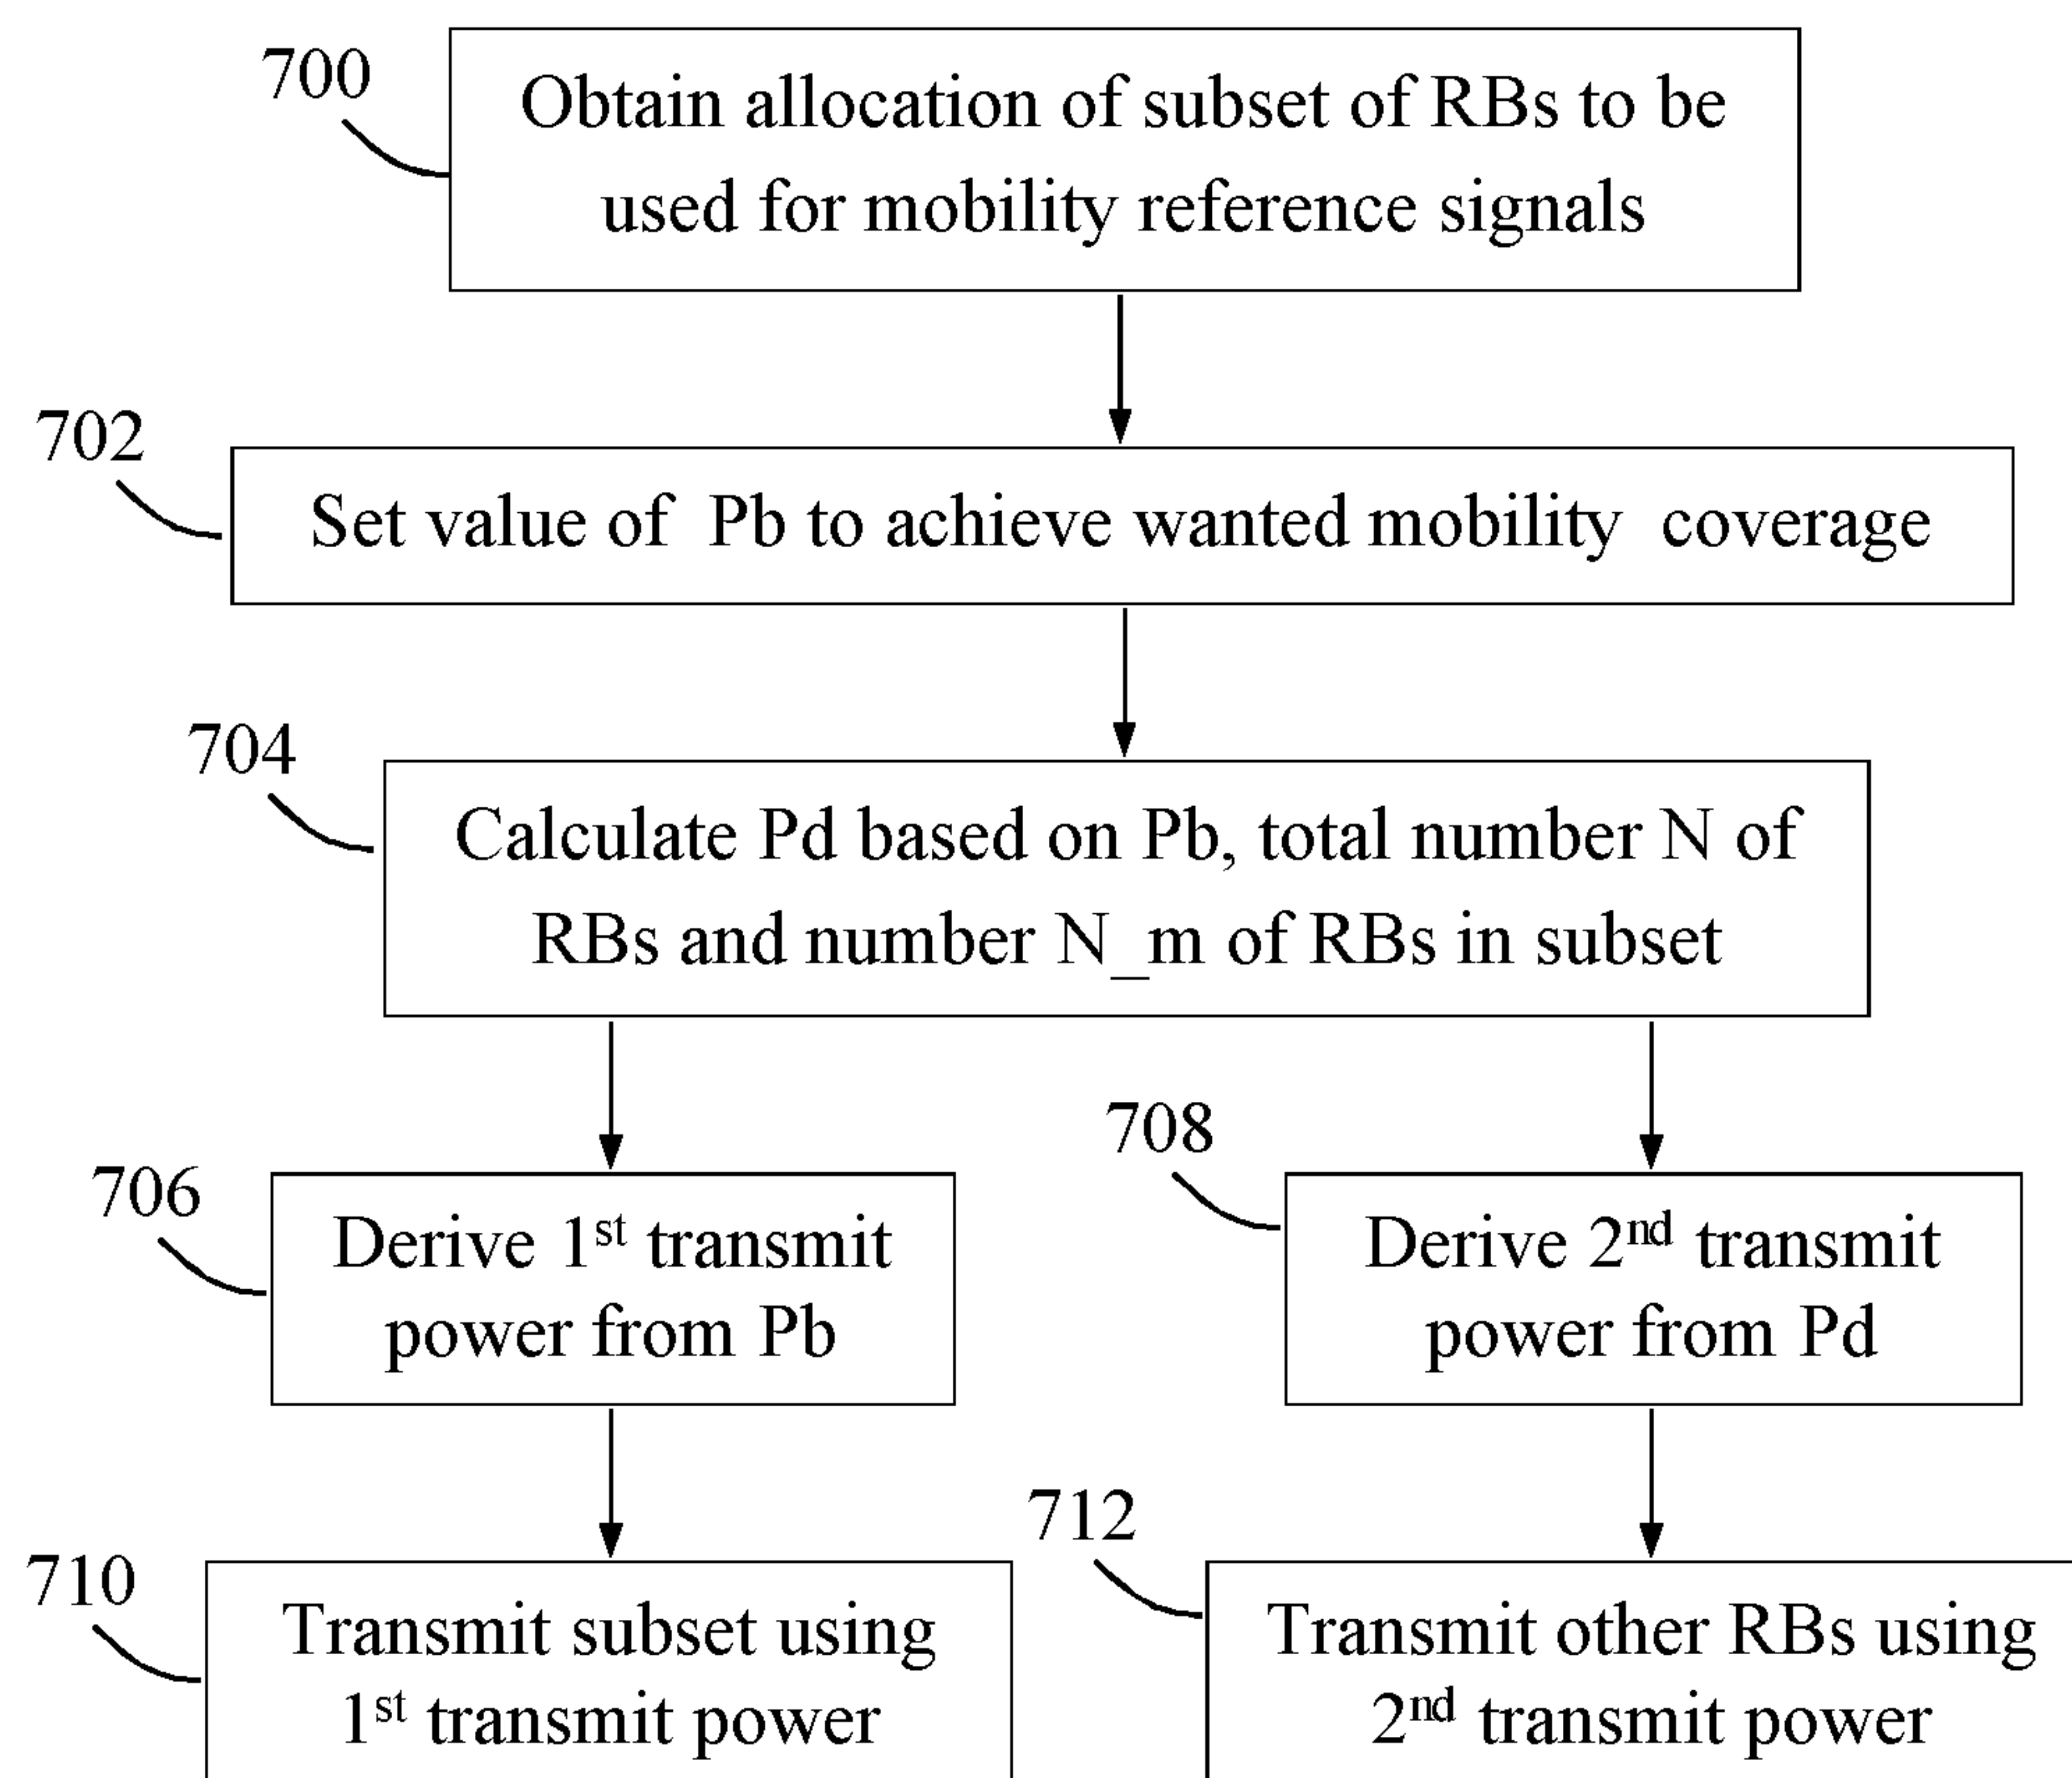 700
Obtain allocation of subset of RBs to be
used for mobility reference signals
702
Set value of Pb to achieve wanted mobility coverage
704
Calculate Pd based on Pb, total number N of
RBs and number N_m of RBs in subset
706
Derive 1st transmit
power from Pb
708
Derive 2nd transmit
power from Pd
710
Transmit subset using
1st transmit power
712
Transmit other RBs using
2nd transmit power